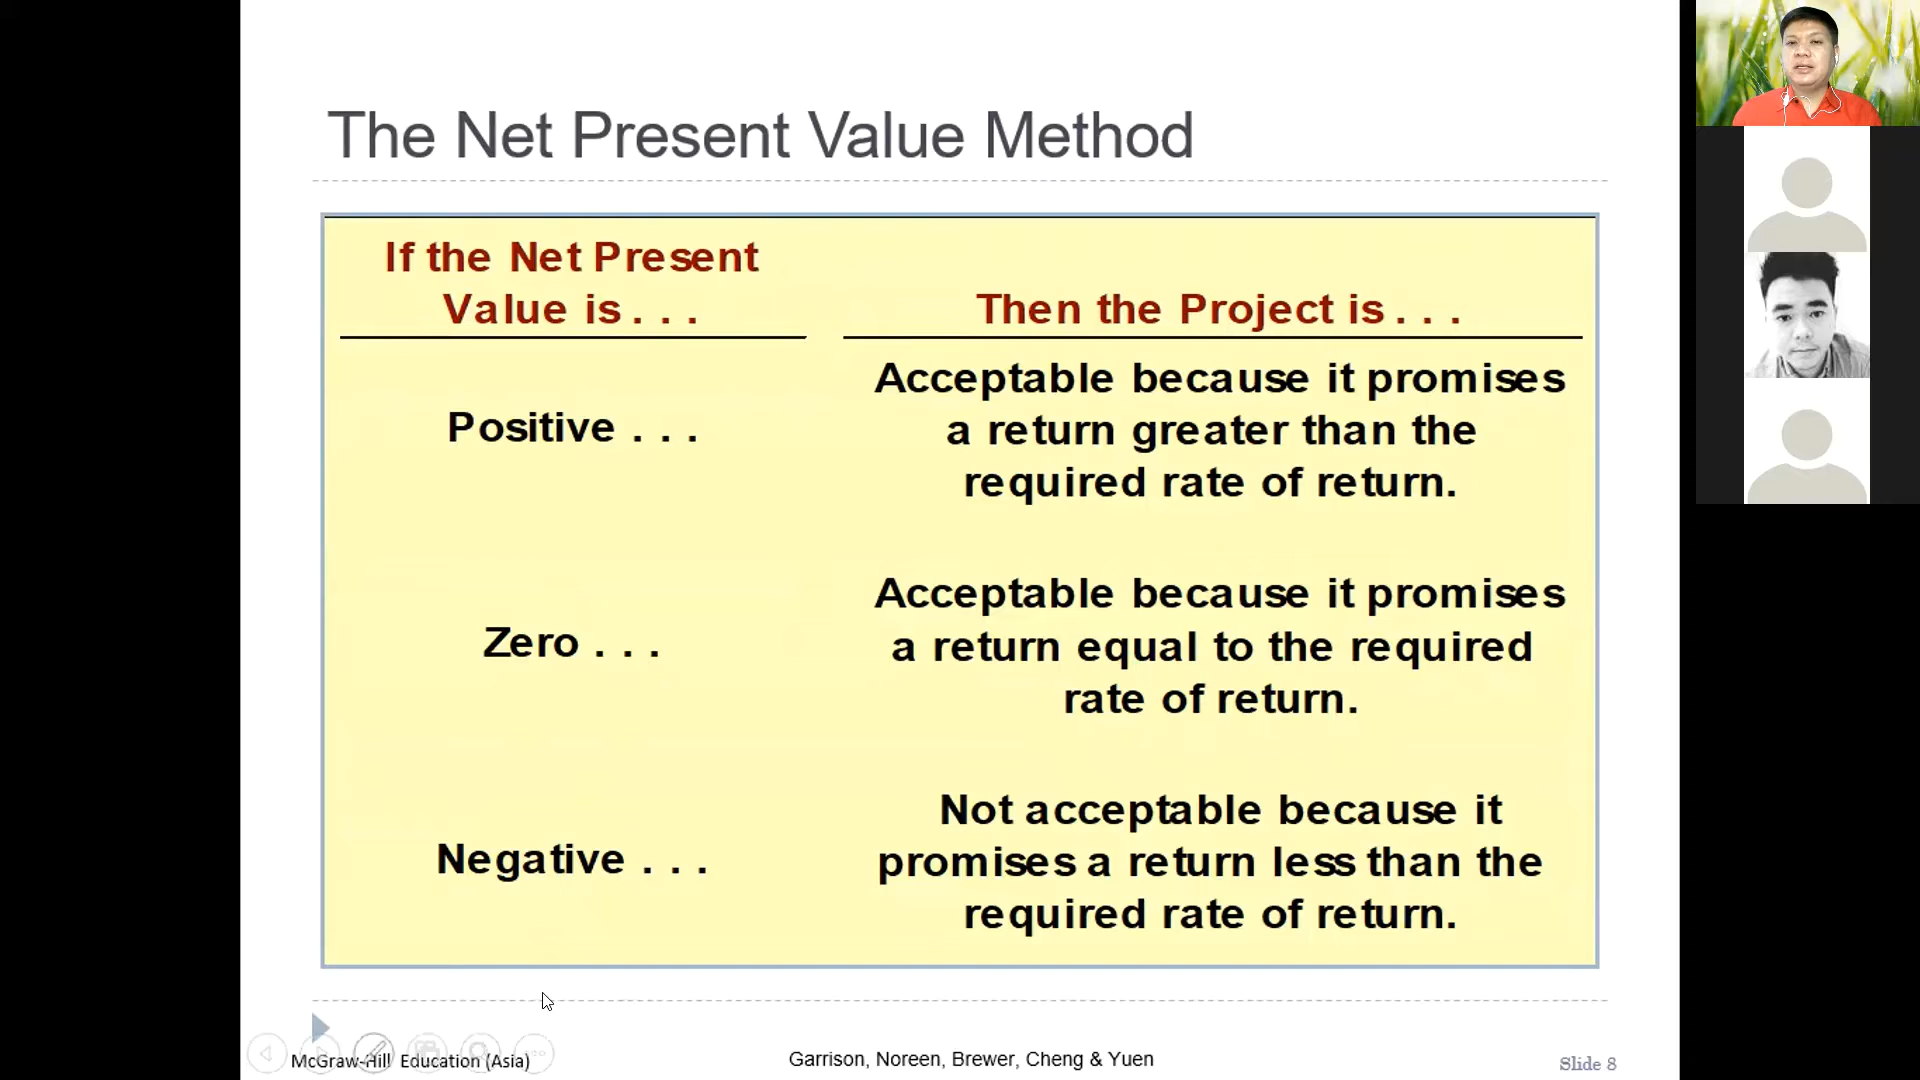 The Net Present Value Method
If the Net Present
Value is . . .
Then the Project is . . .
Positive . . .
Acceptable because it promises
a return greater than the
required rate of return.
Zero . . .
Acceptable because it promises
a return equal to the required
rate of return.
Negative . . .
Not acceptable because it
promises a return less than the
required rate of return.
McGraw-Hill Education (Asia)
Garrison, Noreen, Brewer, Cheng & Yuen
Slide 8